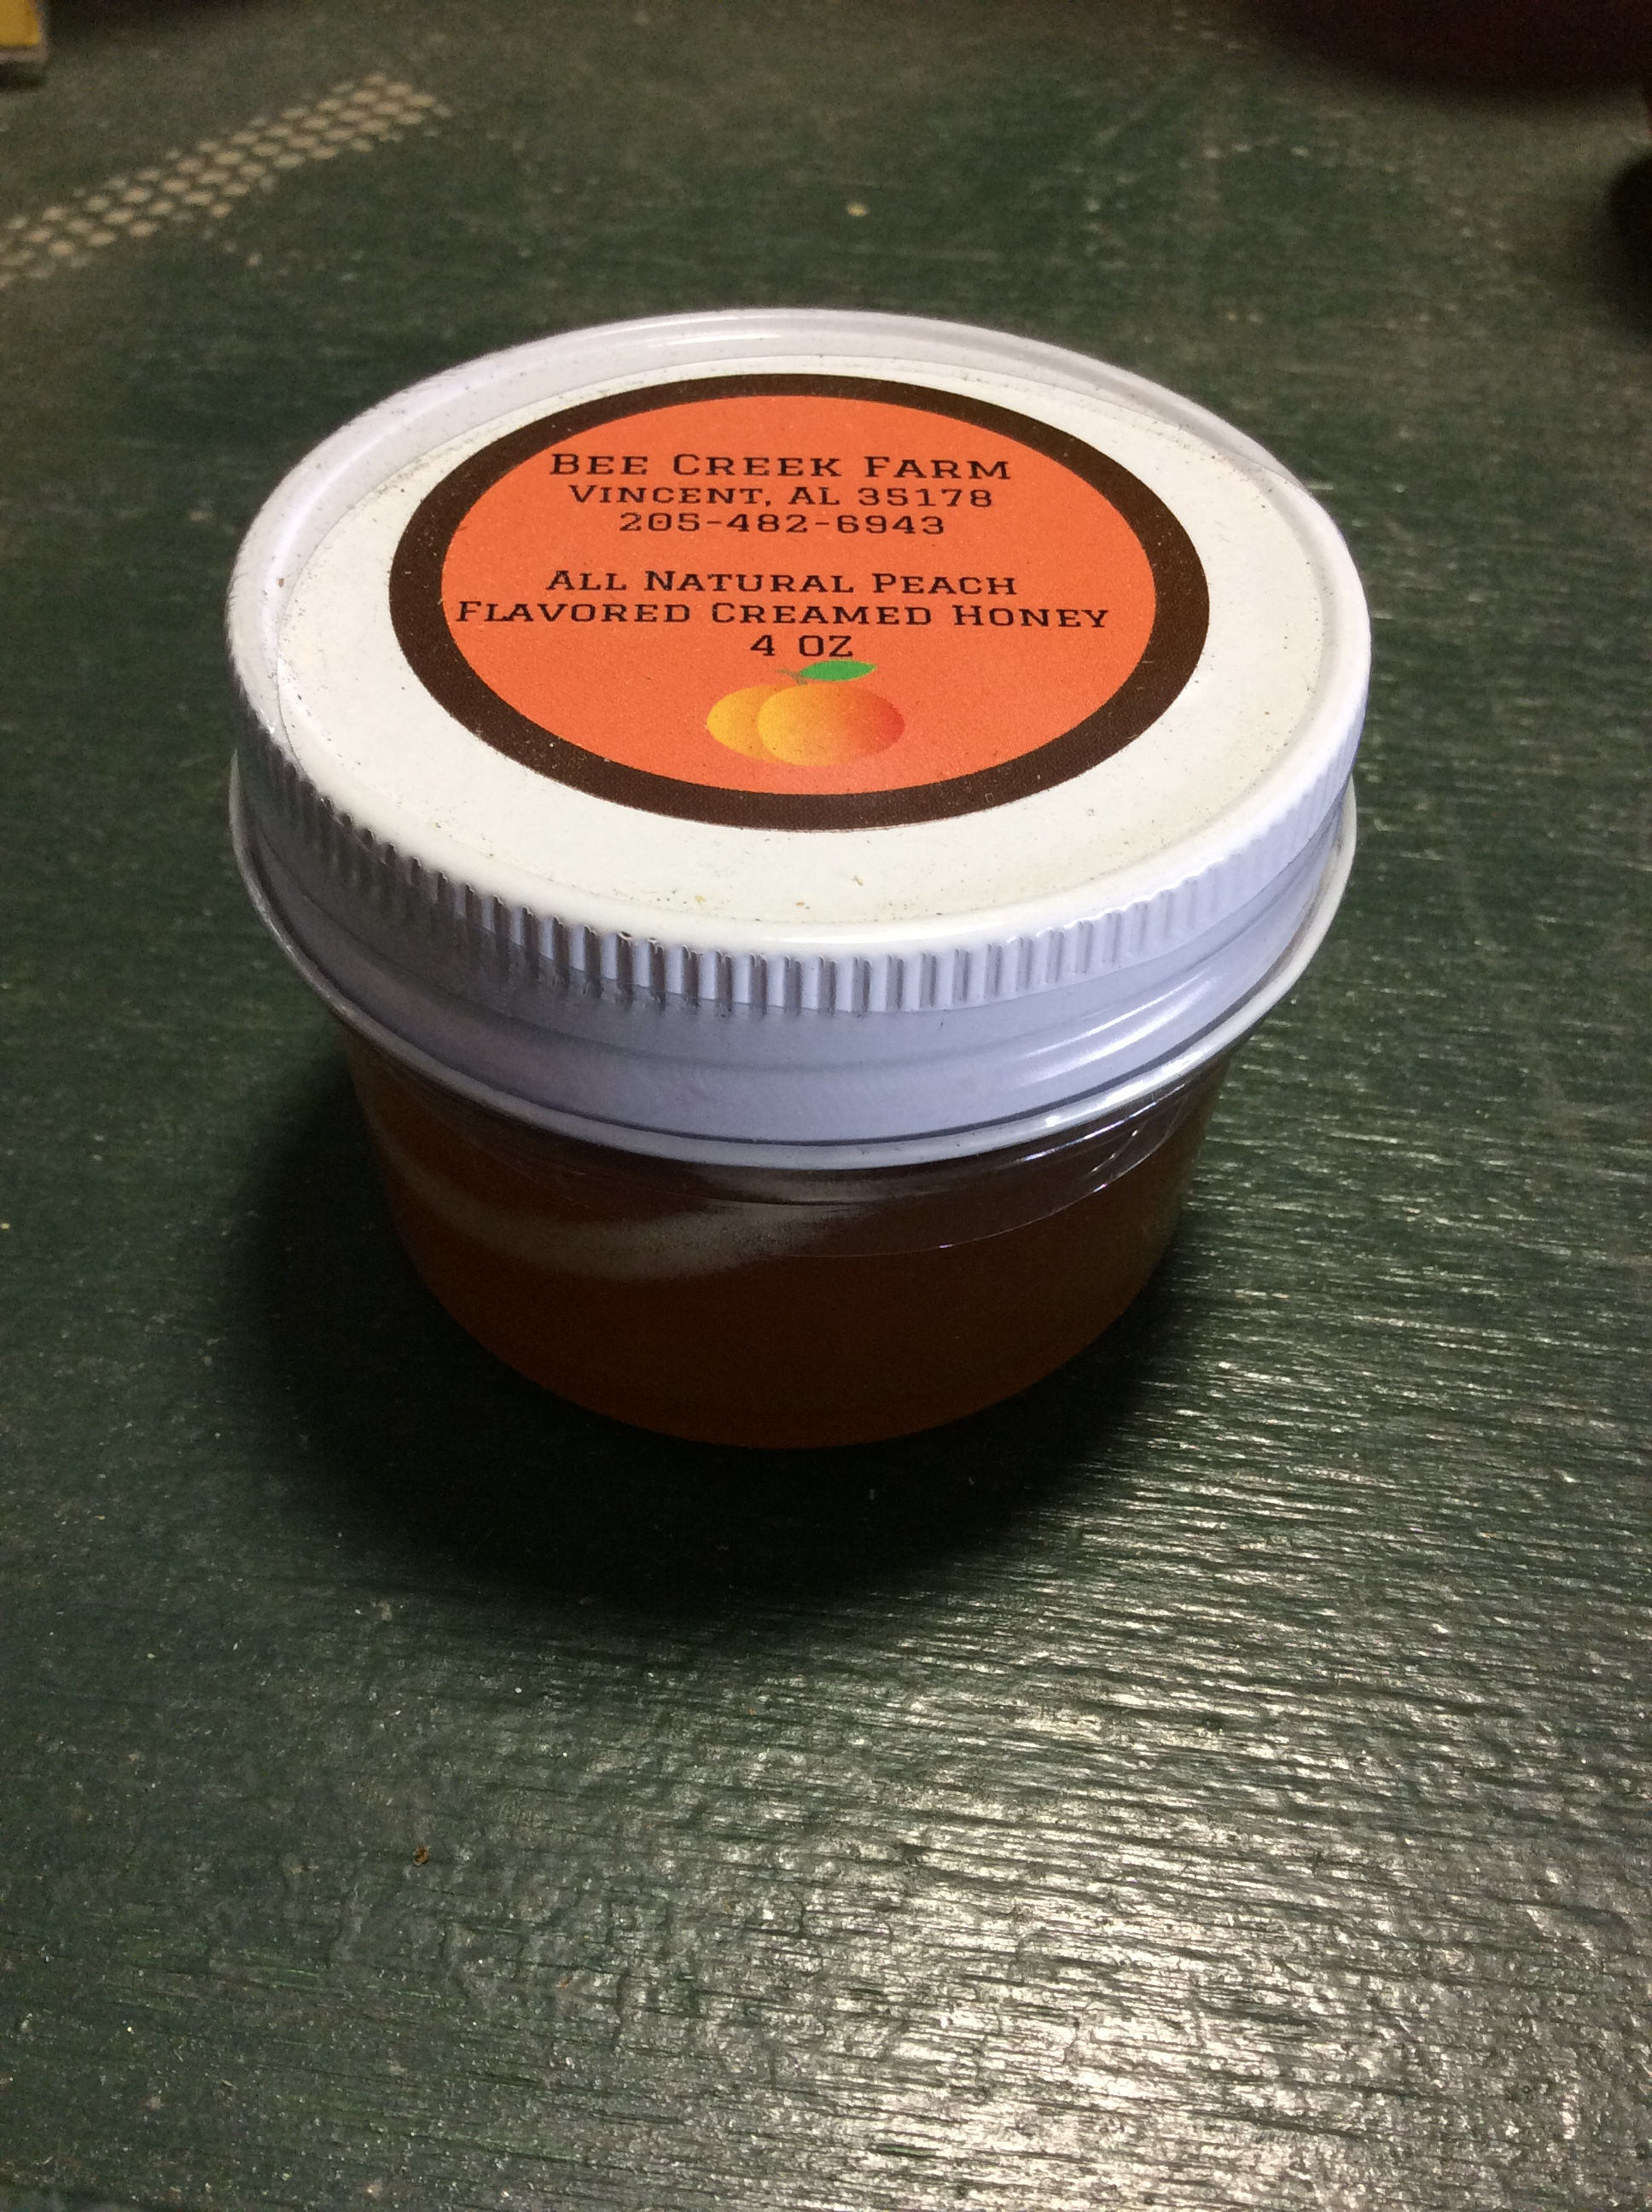 Bee Creek Farm
Vincent, AL 35178
205-482-6943
All Natural Peach
Flavored Creamed Honey
4 oz